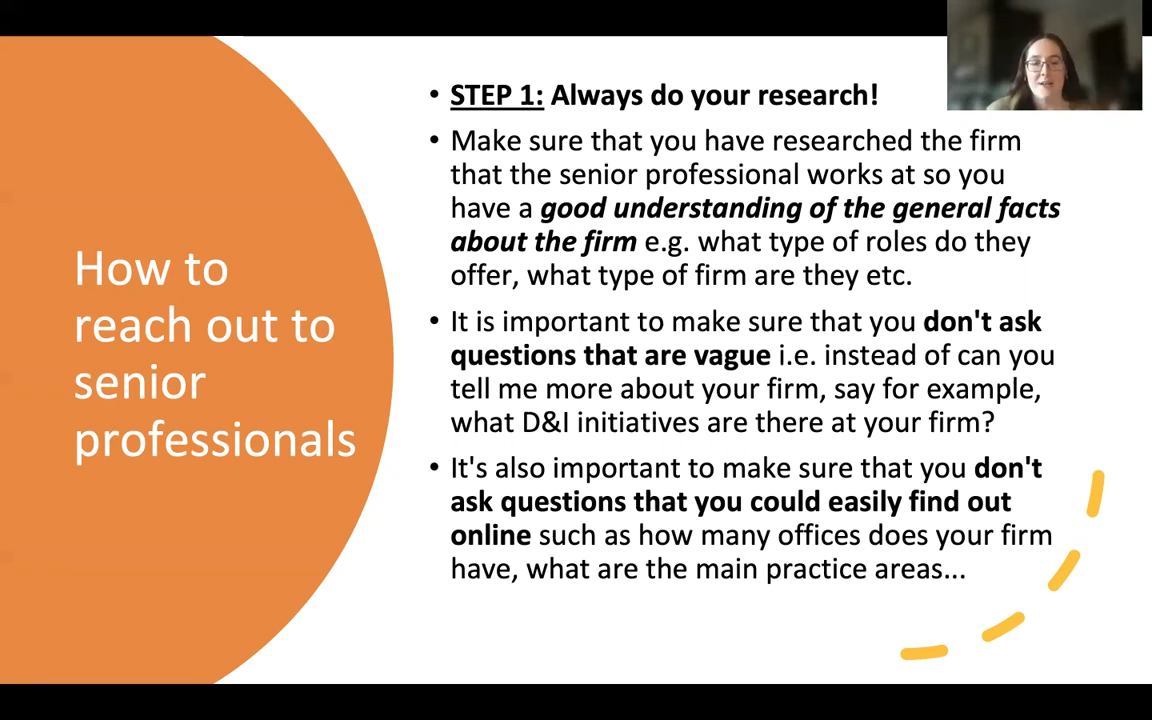 How to
reach out to
senior
professionals
• STEP 1: Always do your research!
• Make sure that you have researched the firm
that the senior professional works at so you
have a good understanding of the general facts
about the firm e.g. what type of roles do they
offer, what type of firm are they etc.
• It is important to make sure that you don't ask
questions that are vague i.e. instead of can you
tell me more about your firm, say for example,
what D&I initiatives are there at your firm?
• It's also important to make sure that you don't
ask questions that you could easily find out
online such as how many offices does your firm
have, what are the main practice areas...